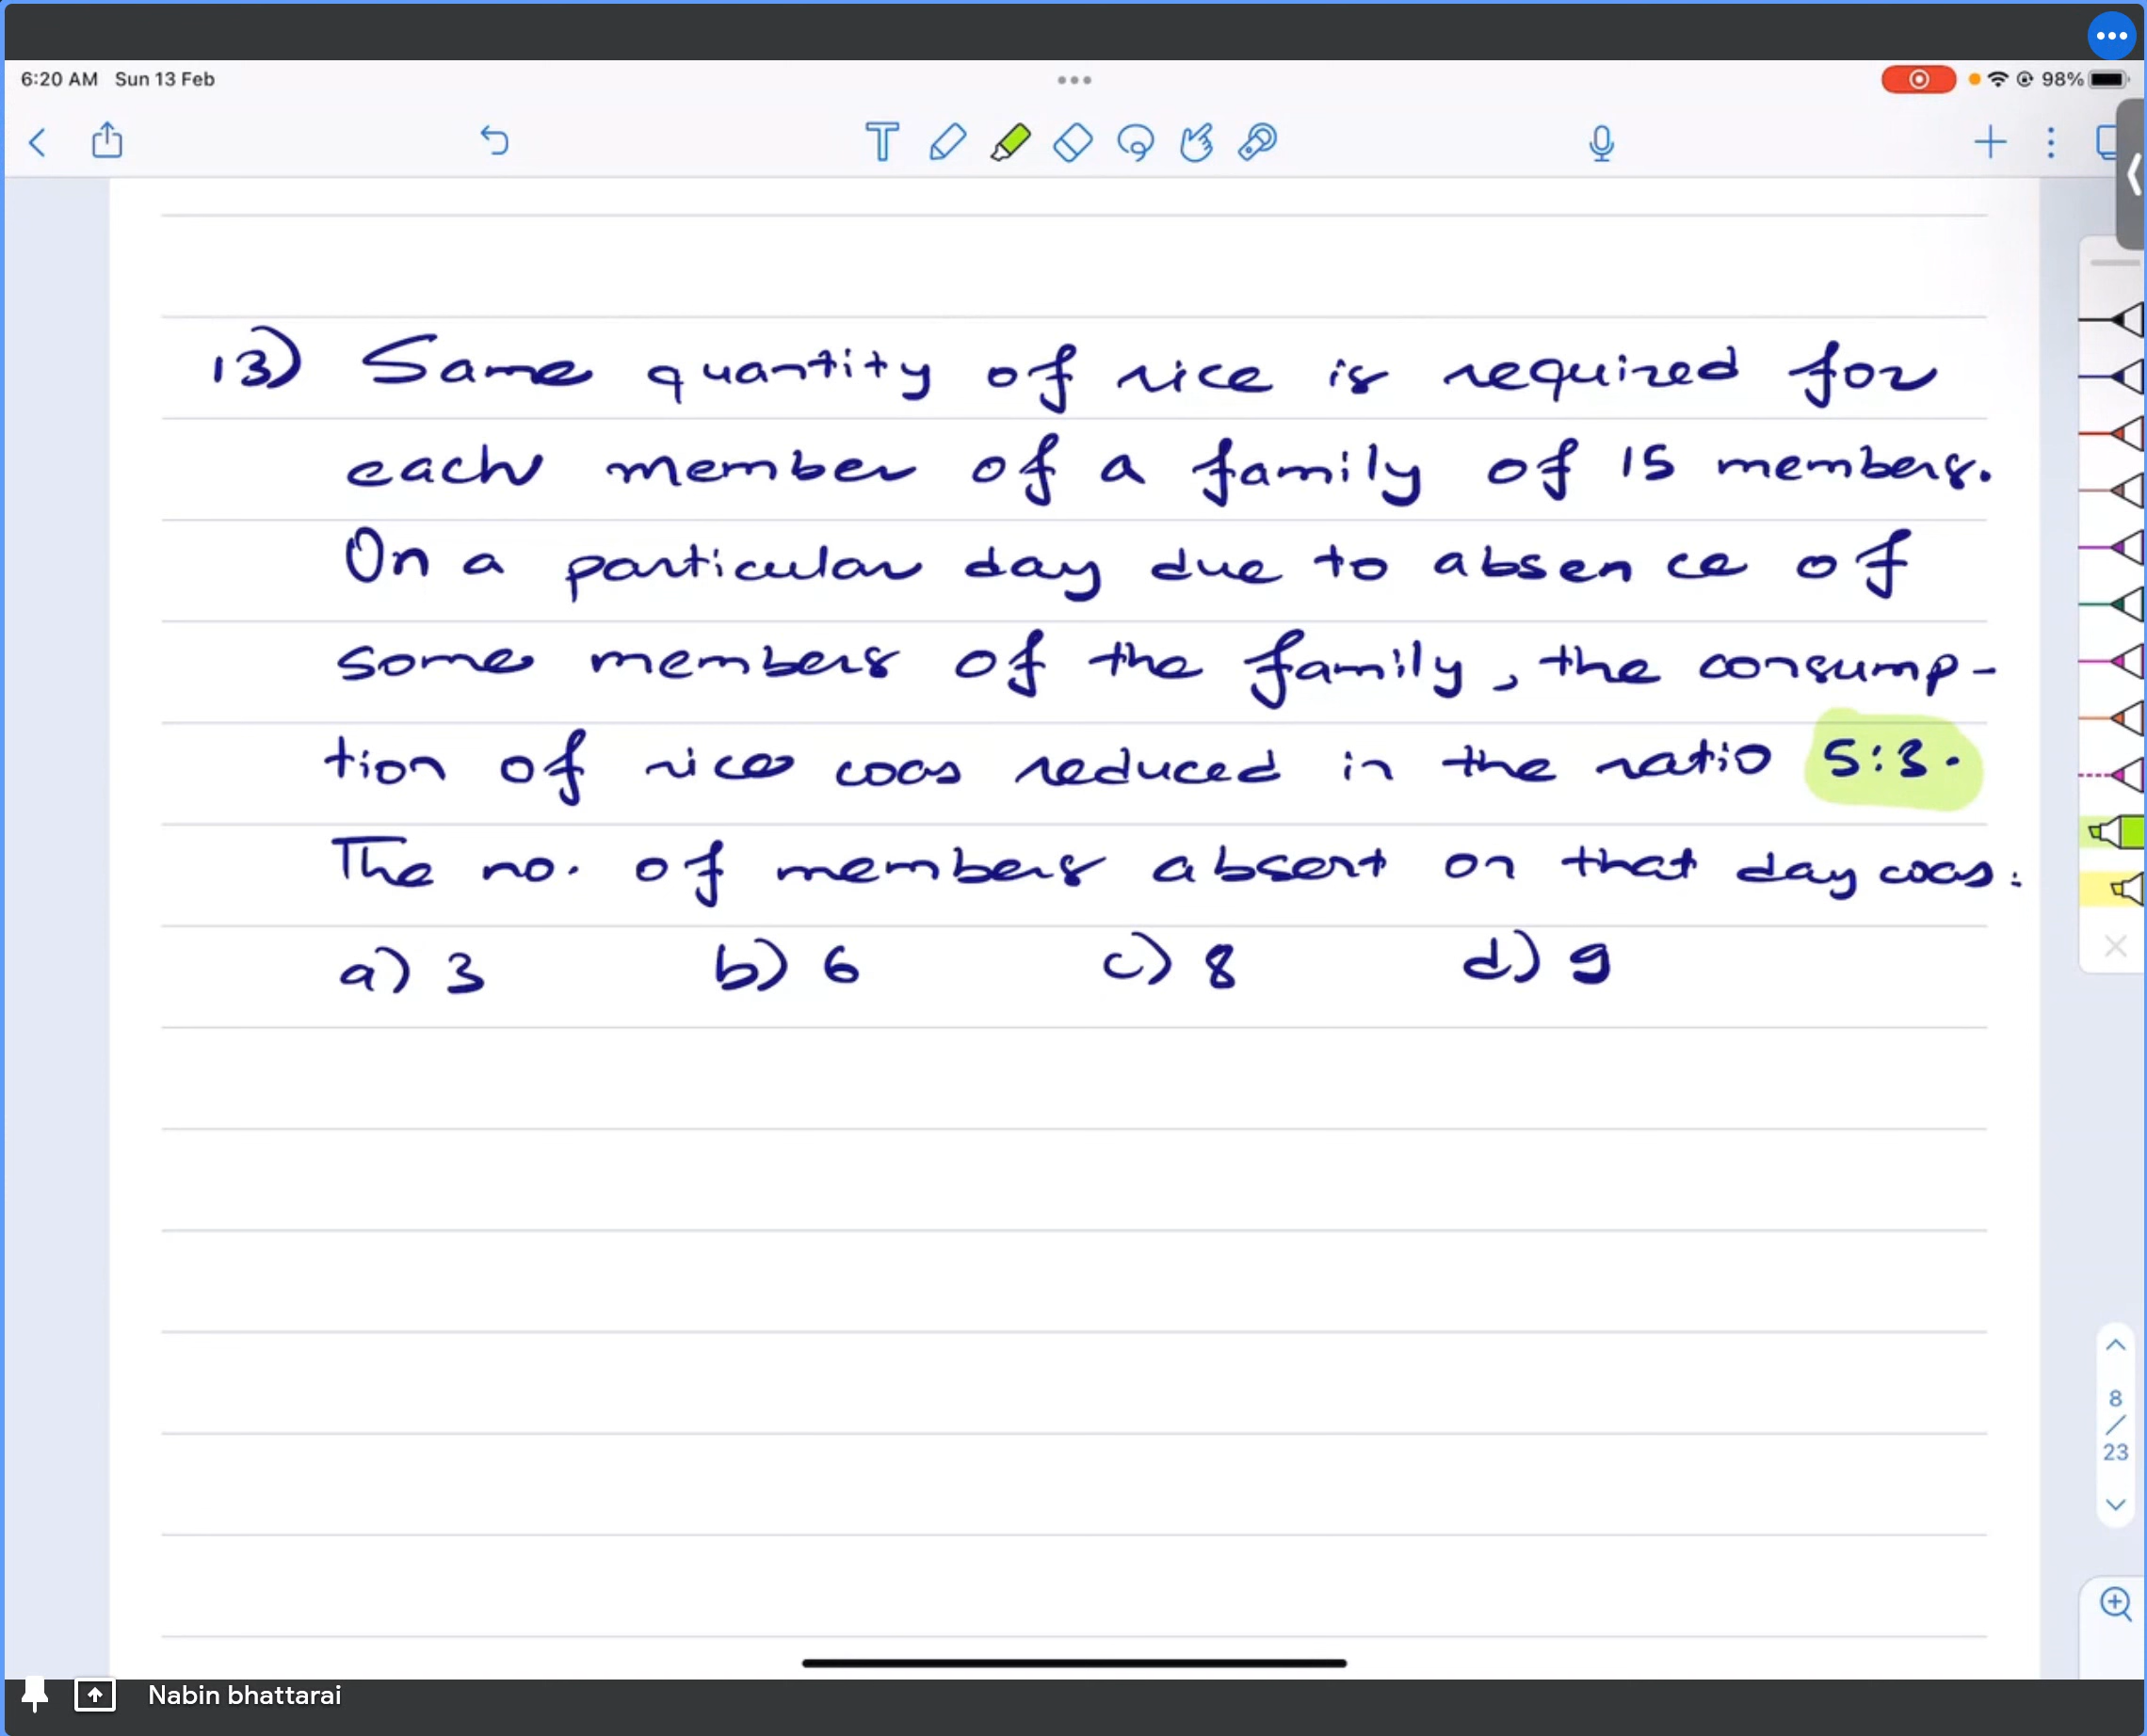 6:20 AM Sun 13 Feb
98%
13) Same quantity of rice is required for
each member of a family of 15 members.
On a particular day due to absence of
some members of the family, the consump-
tion of rice was reduced in the ratio 5:3.
The no. of members absent on that day was:
a) 3 b) 6 c) 8 d) 9
8
/
23
Nabin bhattarai